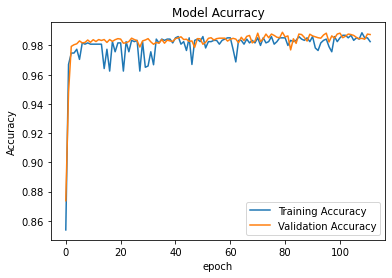 Model Acurracy
Accuracy
0.98
0.96
0.94
0.92
0.90
0.88
0.86
0
20
40
60
80
100
epoch
Training Accuracy
Validation Accuracy